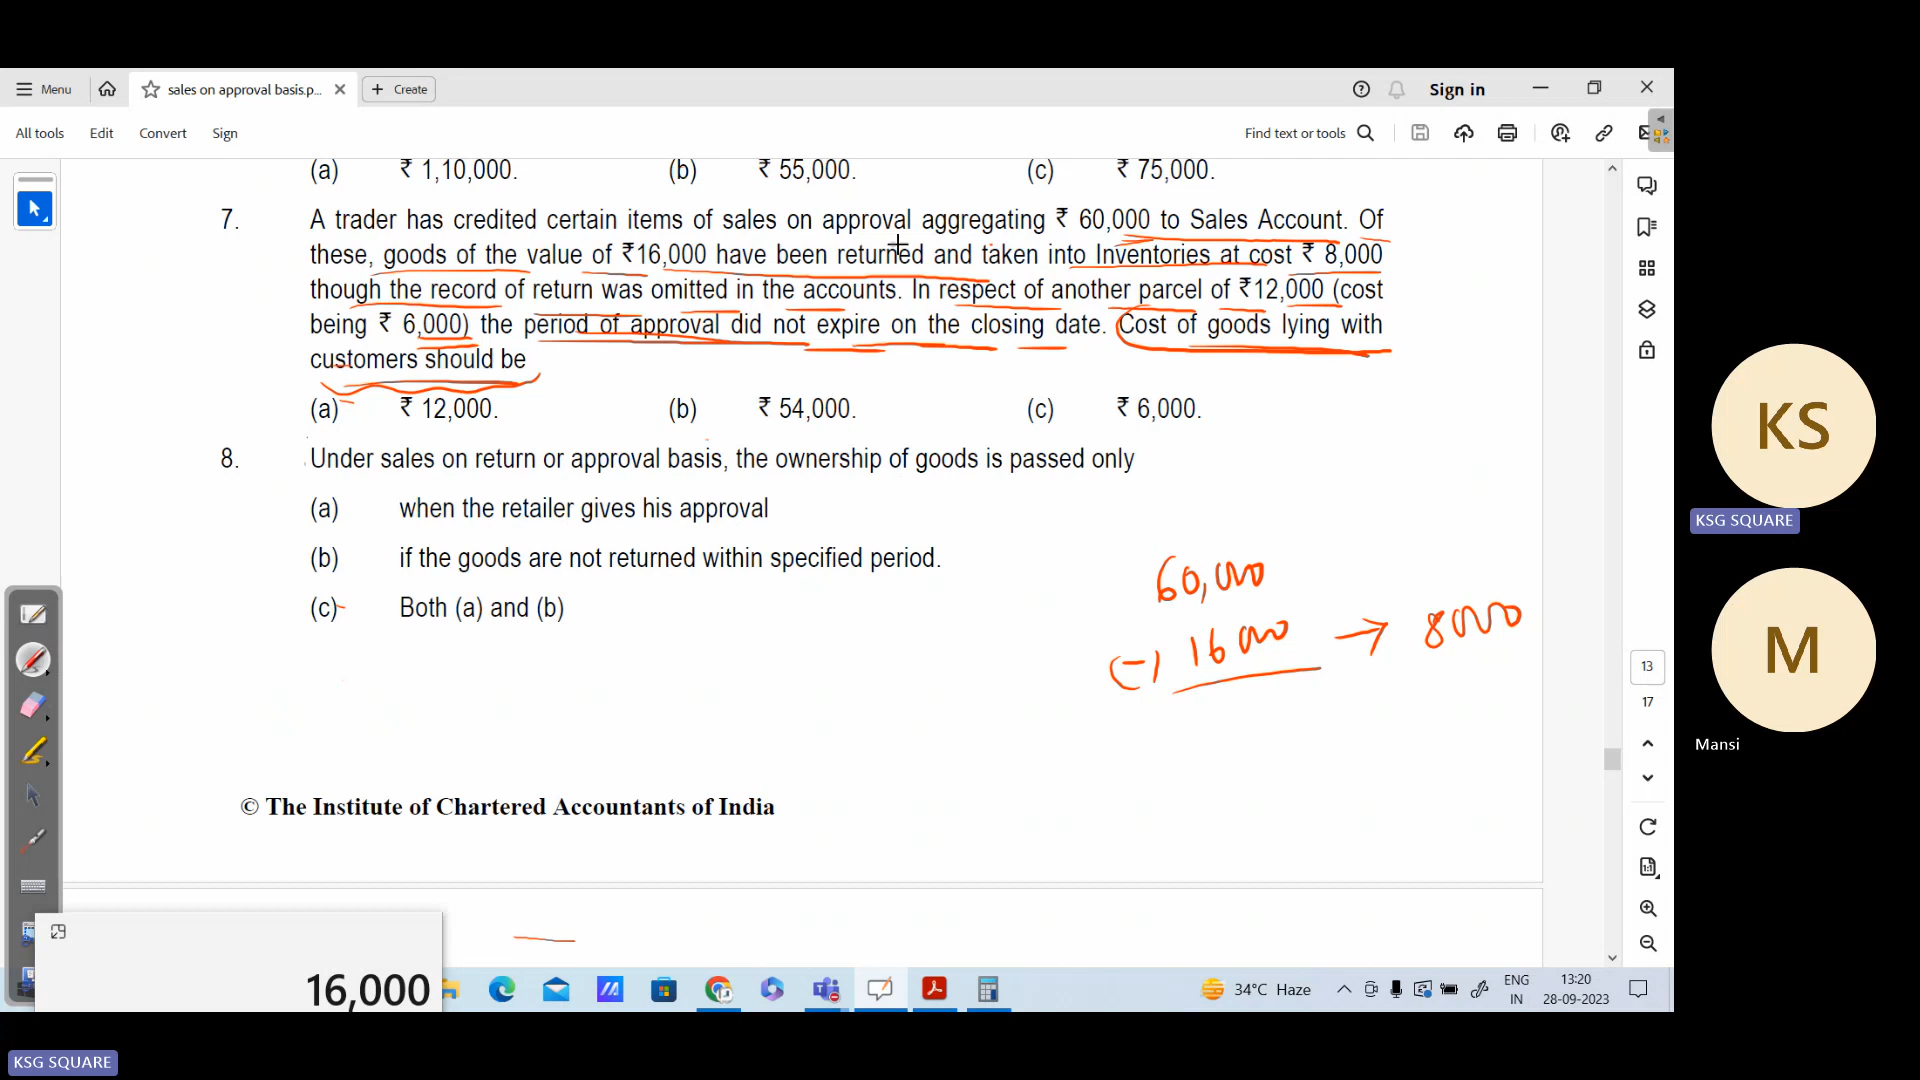 Menu
sales on approval basis.p...
Create
Sign in
All tools
Edit
Convert
Sign
Find text or tools
(a) ₹ 1,10,000. (b) ₹ 55,000. (c) ₹ 75,000.
7. A trader has credited certain items of sales on approval aggregating ₹ 60,000 to Sales Account. Of
these, goods of the value of ₹16,000 have been returned and taken into Inventories at cost ₹ 8,000
though the record of return was omitted in the accounts. In respect of another parcel of ₹12,000 (cost
being ₹ 6,000) the period of approval did not expire on the closing date. Cost of goods lying with
customers should be
(a) ₹ 12,000. (b) ₹ 54,000. (c) ₹ 6,000.
8. Under sales on return or approval basis, the ownership of goods is passed only
(a) when the retailer gives his approval
(b) if the goods are not returned within specified period.
(c) Both (a) and (b)
60,000
(-) 16000 → 8000
© The Institute of Chartered Accountants of India
13
17
1:1
16,000
34°C Haze
ENG
IN
13:20
28-09-2023
KS
KSG SQUARE
M
Mansi
KSG SQUARE